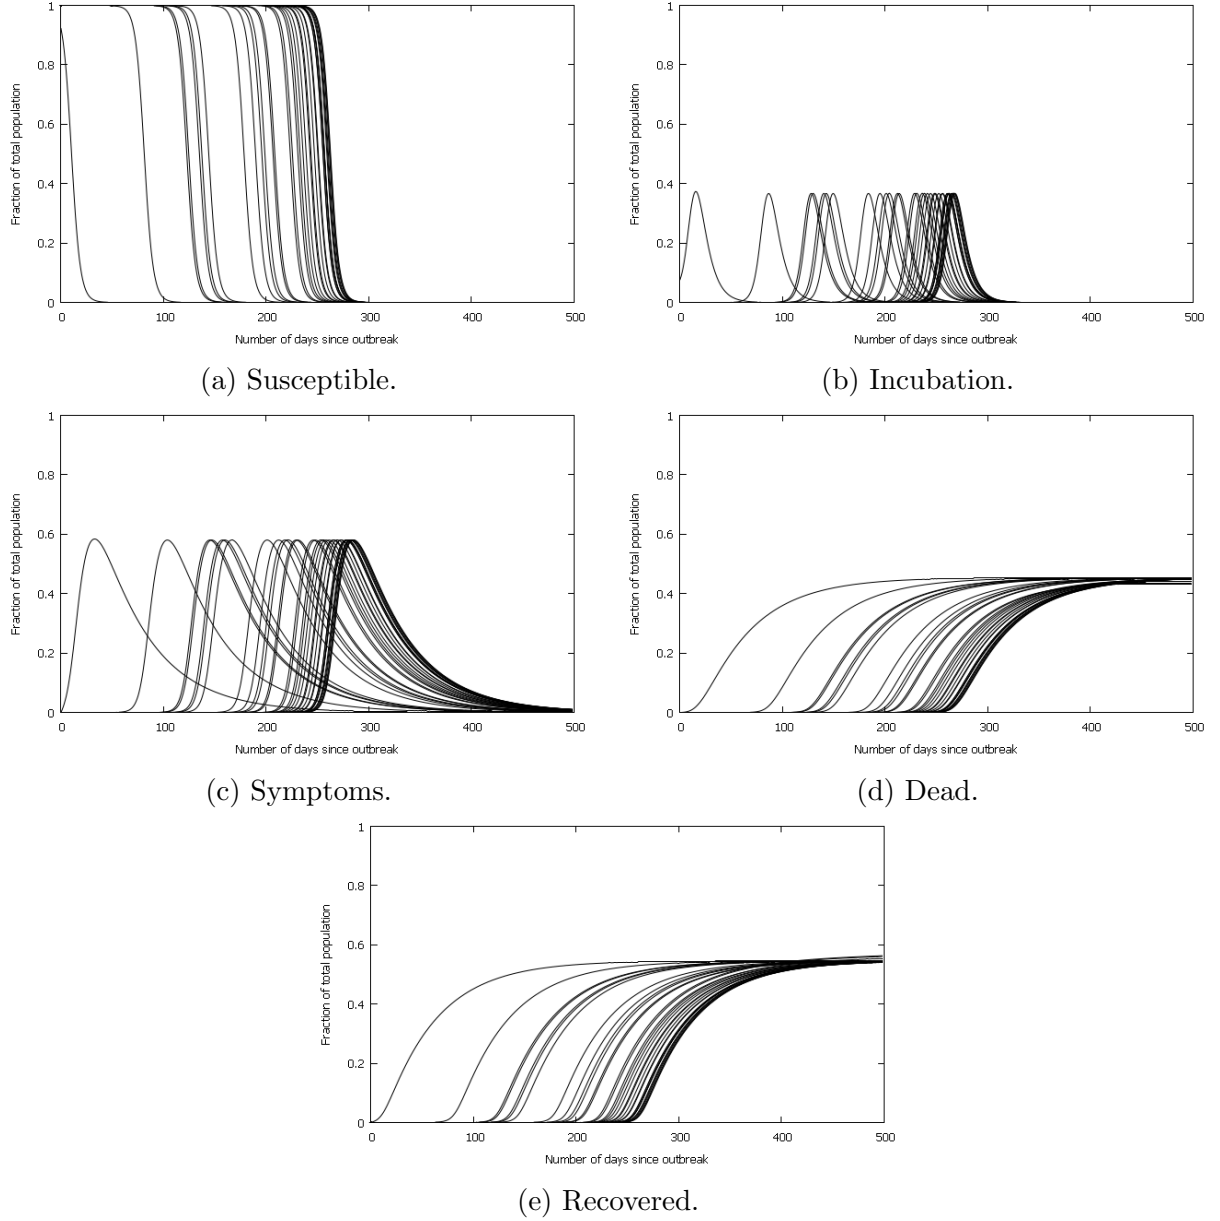 1
0.8
0.6
0.4
0.2
0
Fraction of total population
0 100 200 300 400 500
Number of days since outbreak
(a) Susceptible.
1
0.8
0.6
0.4
0.2
0
Fraction of total population
0 100 200 300 400 500
Number of days since outbreak
(b) Incubation.
1
0.8
0.6
0.4
0.2
0
Fraction of total population
0 100 200 300 400 500
Number of days since outbreak
(c) Symptoms.
1
0.8
0.6
0.4
0.2
0
Fraction of total population
0 100 200 300 400 500
Number of days since outbreak
(d) Dead.
1
0.8
0.6
0.4
0.2
0
Fraction of total population
0 100 200 300 400 500
Number of days since outbreak
(e) Recovered.